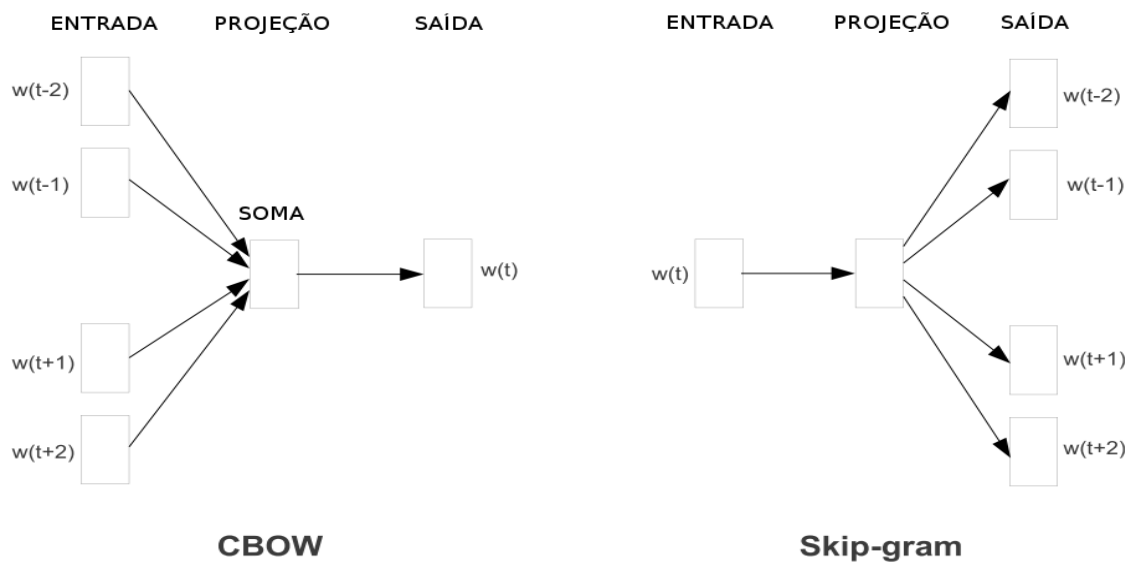 ENTRADA PROJEÇÃO SAÍDA
w(t-2)
w(t-1)
SOMA
w(t)
w(t+1)
w(t+2)
CBOW
ENTRADA PROJEÇÃO SAÍDA
w(t-2)
w(t-1)
w(t)
w(t+1)
w(t+2)
Skip-gram